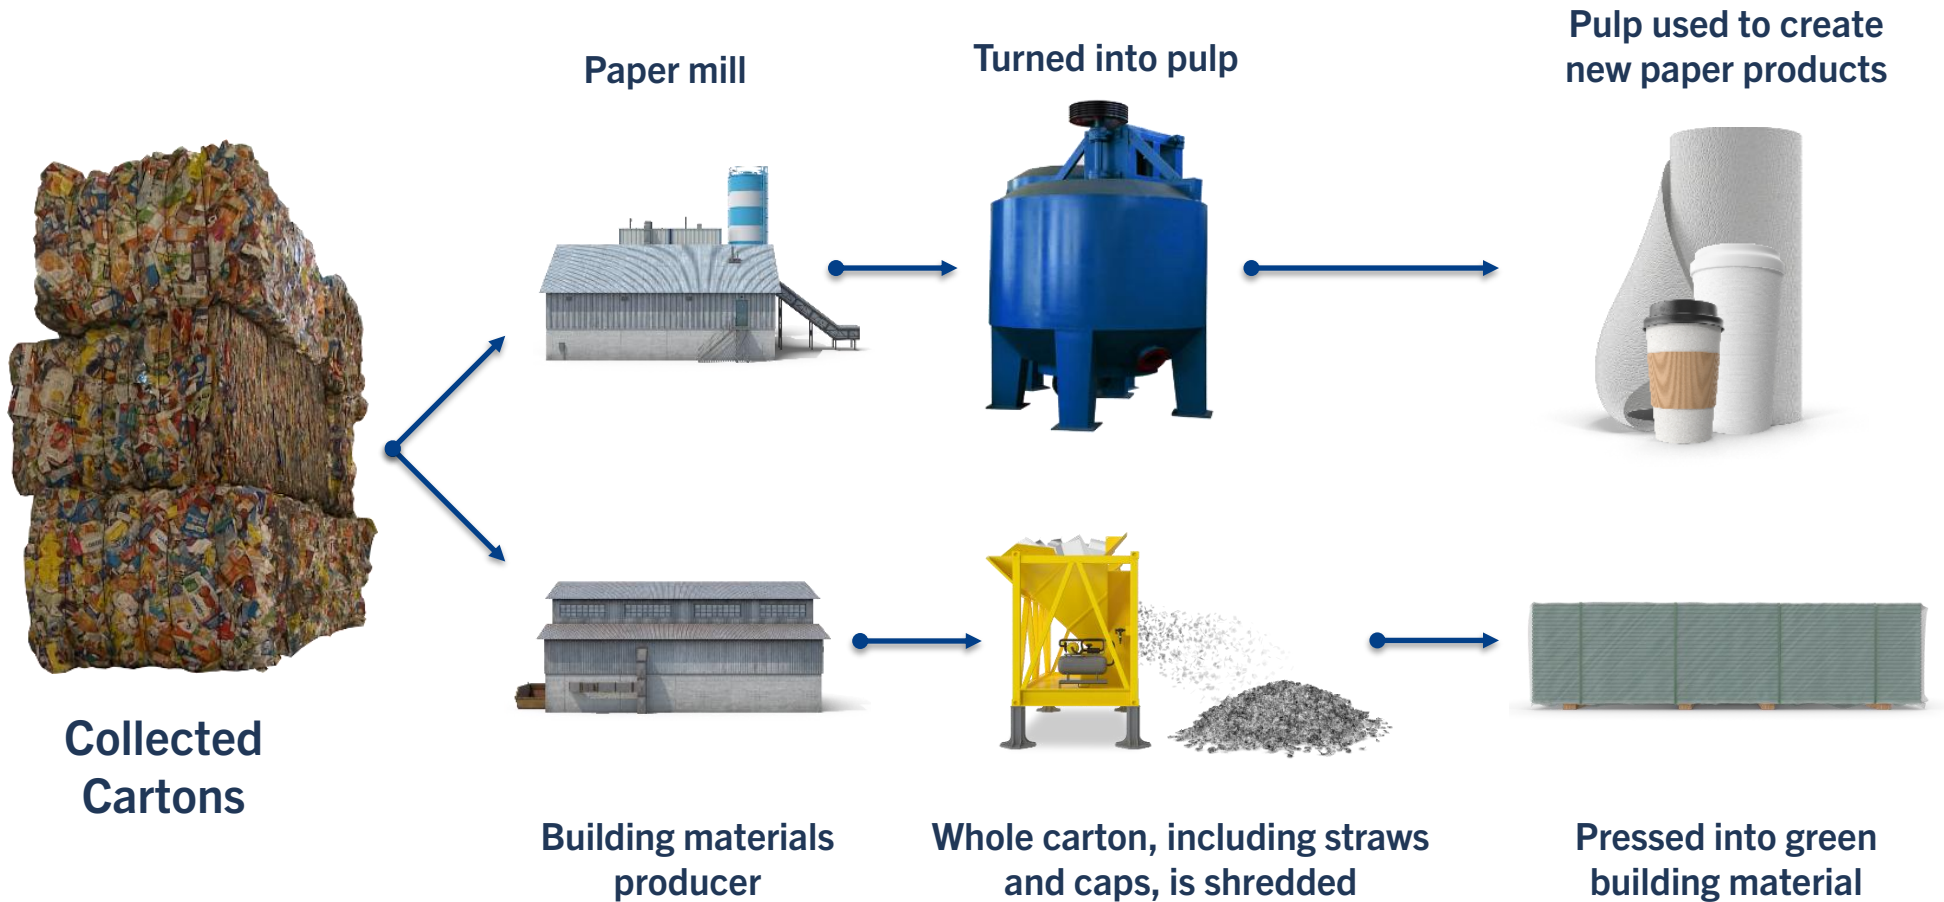 Paper mill
Turned into pulp
Pulp used to create
new paper products
Collected
Cartons
Building materials
producer
Whole carton, including straws
and caps, is shredded
Pressed into green
building material